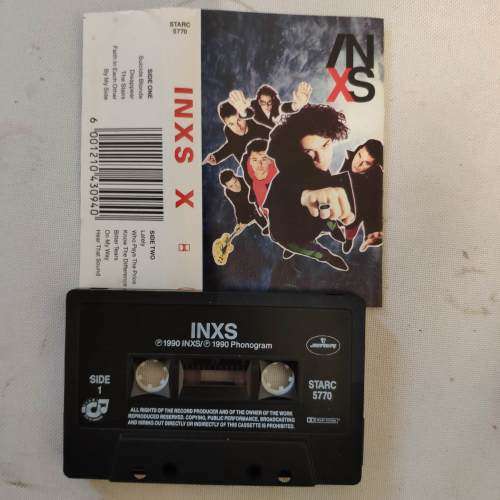 STARC
5770
SIDE ONE
Suicide Blonde
Disappear
The Stairs
Faith In Each Other
By My Side
INXS X
6 001210 430940
SIDE TWO
Lately
Who Pays The Price
Know The Difference
Bitter Tears
On My Way
Hear That Sound
INXS
INXS
℗1990 INXS/℗ 1990 Phonogram
SIDE
1
STARC
5770
ALL RIGHTS OF THE RECORD PRODUCER AND OF THE OWNER OF THE WORK
REPRODUCED RESERVED. COPYING, PUBLIC PERFORMANCE, BROADCASTING
AND HIRING OUT DIRECTLY OR INDIRECTLY OF THIS CASSETTE IS PROHIBITED.